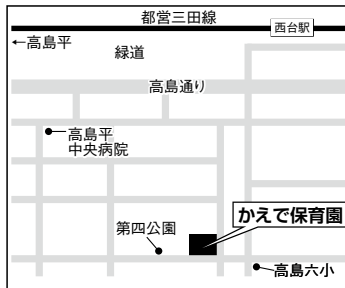 都営三田線
西台駅
←高島平
緑道
高島通り
高島平
中央病院
かえで保育園
第四公園
高島六小